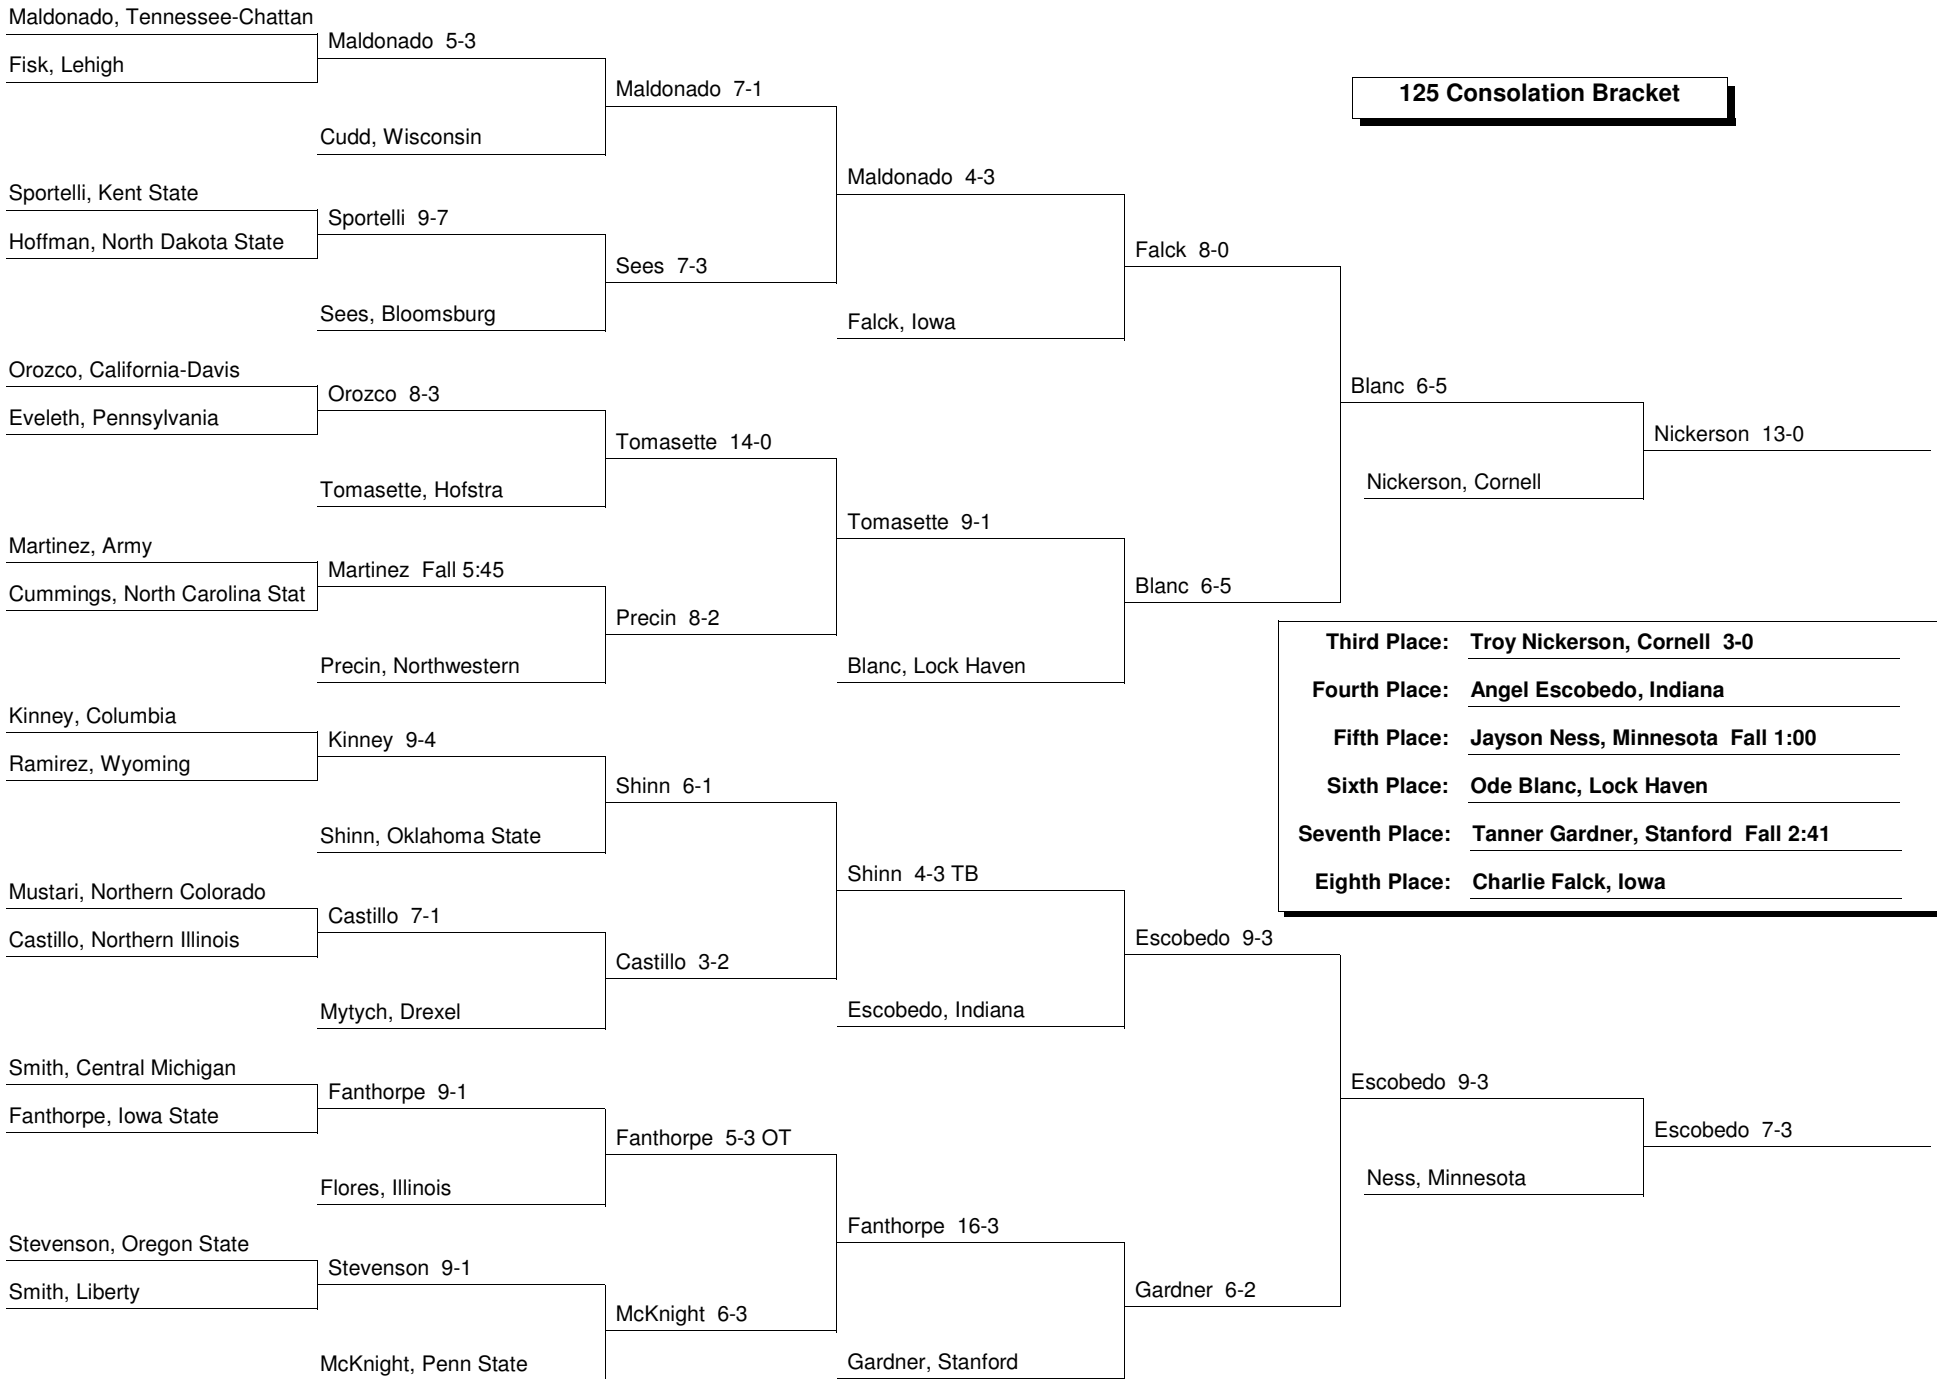 Maldonado, Tennessee-Chattan
Fisk, Lehigh
Sportelli, Kent State
Hoffman, North Dakota State
Orozco, California-Davis
Eveleth, Pennsylvania
Martinez, Army
Cummings, North Carolina Stat
Kinney, Columbia
Ramirez, Wyoming
Mustari, Northern Colorado
Castillo, Northern Illinois
Smith, Central Michigan
Fanthorpe, Iowa State
Stevenson, Oregon State
Smith, Liberty
Maldonado 5-3
Cudd, Wisconsin
Sportelli 9-7
Sees, Bloomsburg
Orozco 8-3
Tomasette, Hofstra
Martinez Fall 5:45
Precin, Northwestern
Kinney 9-4
Shinn, Oklahoma State
Castillo 7-1
Mytych, Drexel
Fanthorpe 9-1
Flores, Illinois
Stevenson 9-1
McKnight, Penn State
Maldonado 7-1
Sees 7-3
Tomasette 14-0
Precin 8-2
Shinn 6-1
Castillo 3-2
Fanthorpe 5-3 OT
McKnight 6-3
Maldonado 4-3
Falck, Iowa
Tomasette 9-1
Blanc, Lock Haven
Shinn 4-3 TB
Escobedo, Indiana
Fanthorpe 16-3
Gardner, Stanford
Falck 8-0
Blanc 6-5
Escobedo 9-3
Gardner 6-2
125 Consolation Bracket
Blanc 6-5
Nickerson, Cornell
Nickerson 13-0
Third Place: Troy Nickerson, Cornell 3-0
Fourth Place: Angel Escobedo, Indiana
Fifth Place: Jayson Ness, Minnesota Fall 1:00
Sixth Place: Ode Blanc, Lock Haven
Seventh Place: Tanner Gardner, Stanford Fall 2:41
Eighth Place: Charlie Falck, Iowa
Escobedo 9-3
Ness, Minnesota
Escobedo 7-3